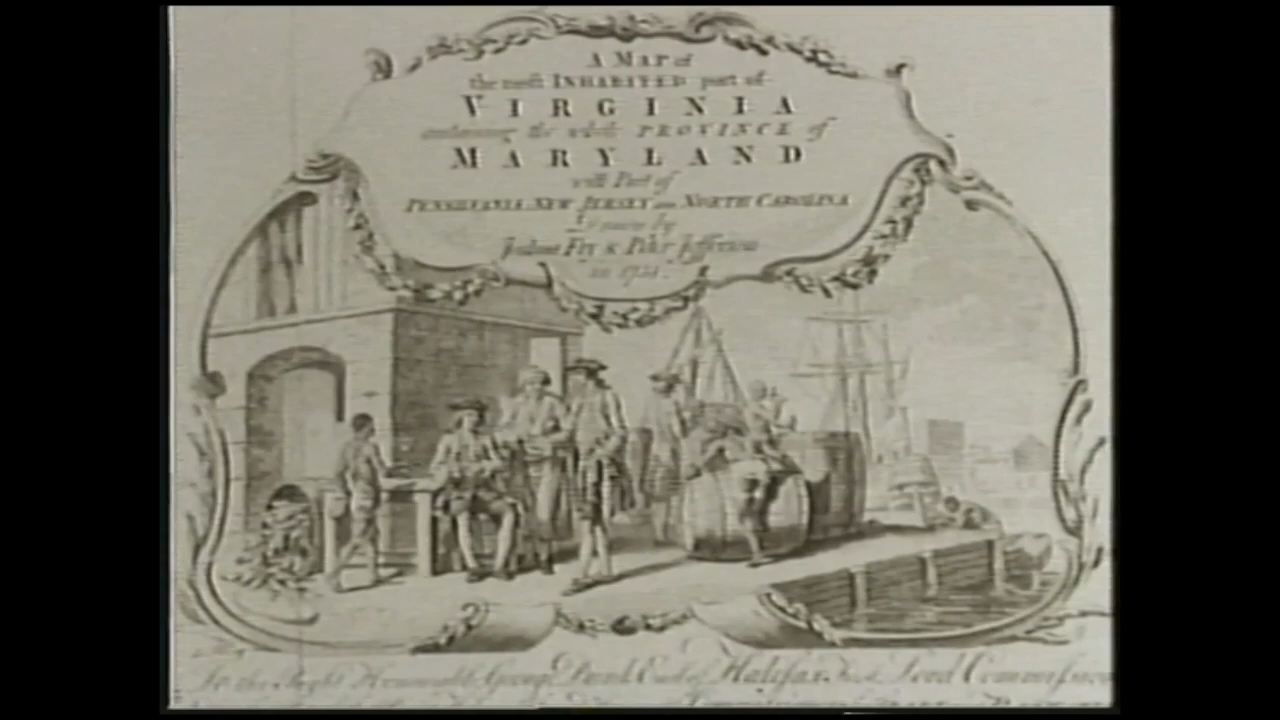 A MAP of
the most INHABITED part of
VIRGINIA
containing the whole PROVINCE of
MARYLAND
with Part of
PENSILVANIA, NEW JERSEY and NORTH CAROLINA
Drawn by
Joshua Fry & Peter Jefferson
in 1751.
To the Right Honourable George Dunk Earl of Halifax First Lord Commissioner